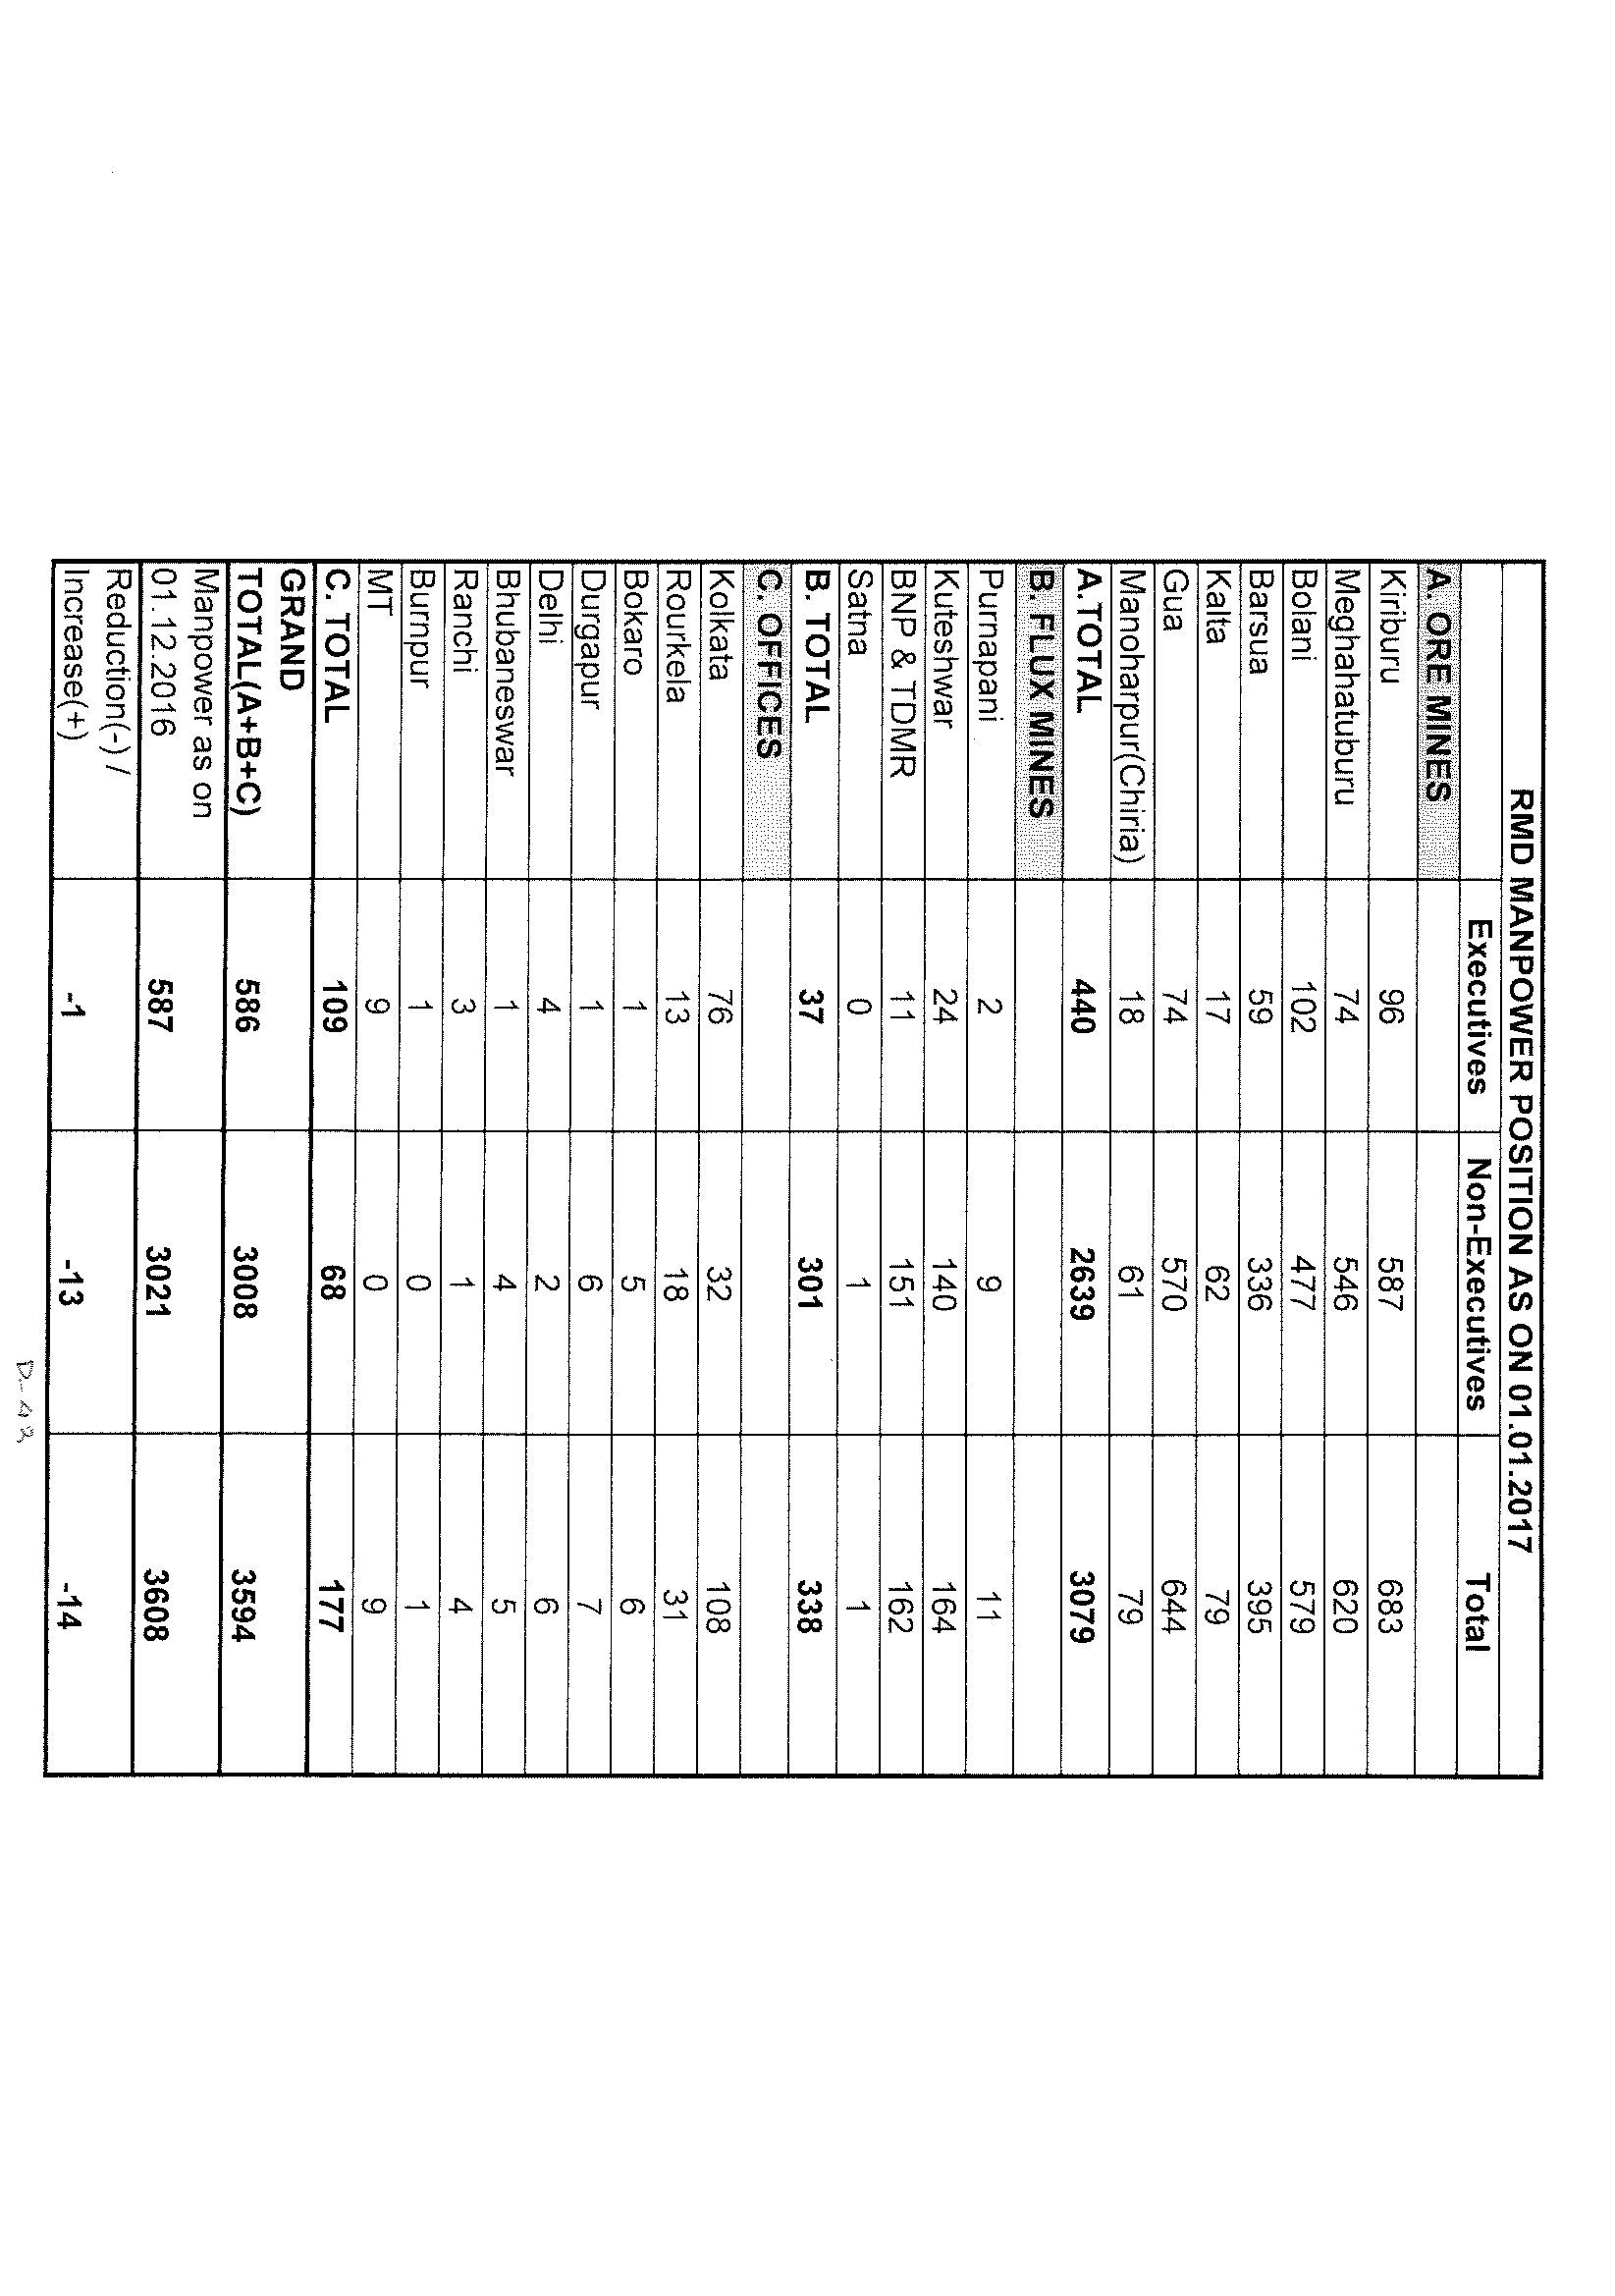 RMD MANPOWER POSITION AS ON 01.01.2017
Executives Non-Executives Total
A. ORE MINES
Kiriburu 96 587 683
Meghahatuburu 74 546 620
Bolani 102 477 579
Barsua 59 336 395
Kalta 17 62 79
Gua 74 570 644
Manoharpur(Chiria) 18 61 79
A.TOTAL 440 2639 3079
B. FLUX MINES
Purnapani 2 9 11
Kuteshwar 24 140 164
BNP & TDMR 11 151 162
Satna 0 1 1
B. TOTAL 37 301 338
C. OFFICES
Kolkata 76 32 108
Rourkela 13 18 31
Bokaro 1 5 6
Durgapur 1 6 7
Delhi 4 2 6
Bhubaneswar 1 4 5
Ranchi 3 1 4
Burnpur 1 0 1
MT 9 0 9
C. TOTAL 109 68 177
GRAND
TOTAL(A+B+C) 586 3008 3594
Manpower as on
01.12.2016 587 3021 3608
Reduction(-) /
Increase(+) -1 -13 -14